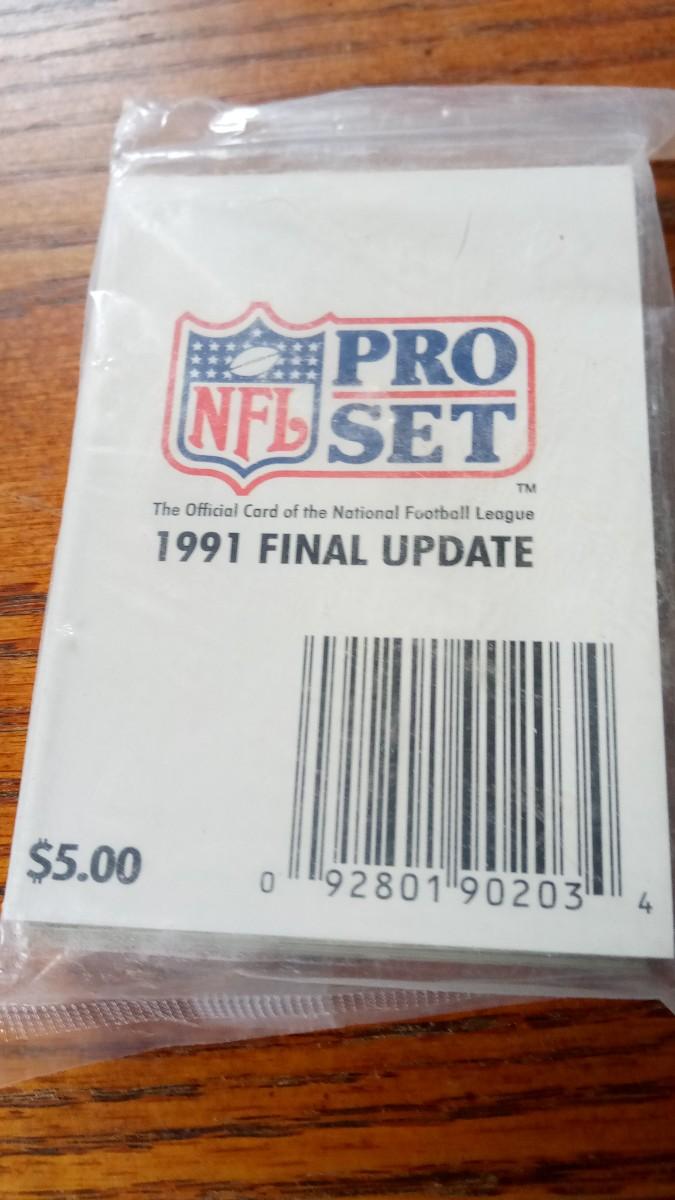 NFL
PRO
SET
TM
The Official Card of the National Football League
1991 FINAL UPDATE
$5.00
0 92801 90203 4